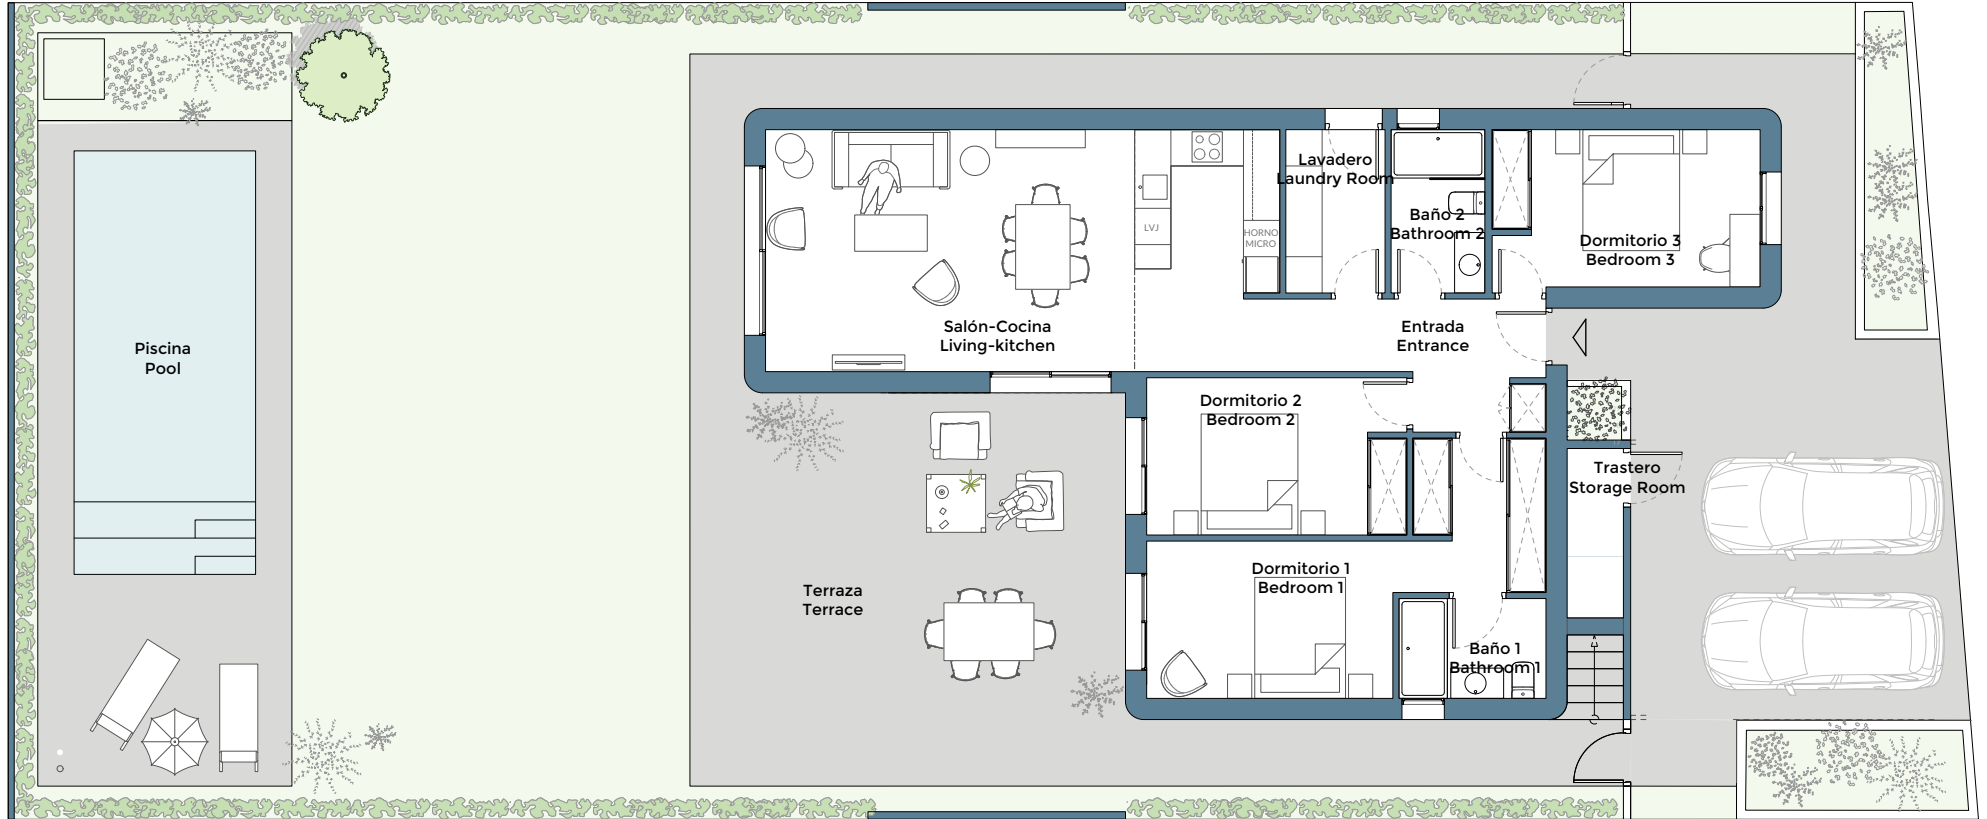 Lavadero
Laundry Room
Baño 2
Bathroom 2
LVJ
HORNO
MICRO
Dormitorio 3
Bedroom 3
Salón-Cocina
Living-kitchen
Entrada
Entrance
Piscina
Pool
Dormitorio 2
Bedroom 2
Trastero
Storage Room
Terraza
Terrace
Dormitorio 1
Bedroom 1
Baño 1
Bathroom 1